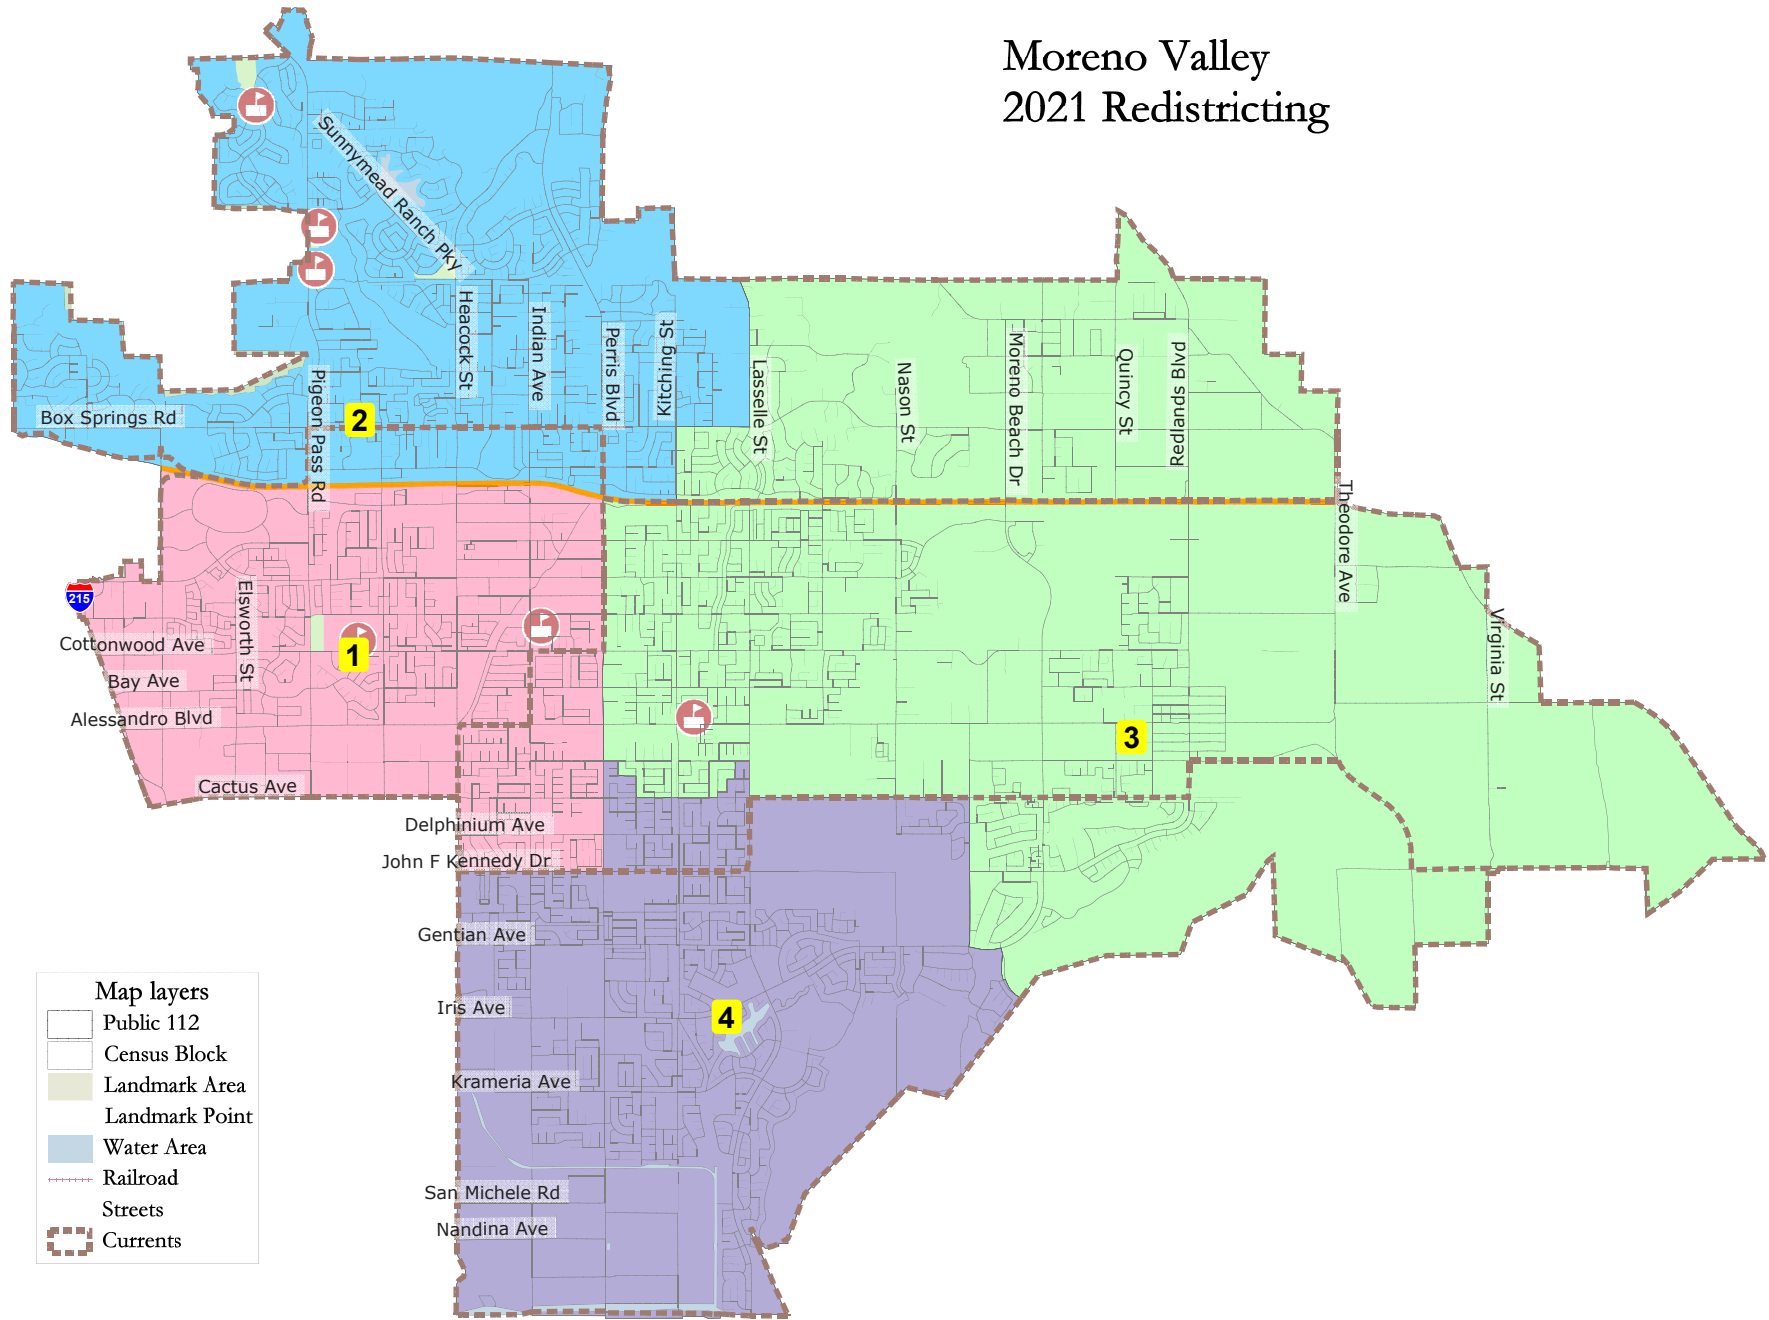 Moreno Valley
2021 Redistricting
Sunnymead Ranch Pky
Heacock St
Indian Ave
Perris Blvd
Kitching St
Lasselle St
Nason St
Moreno Beach Dr
Quincy St
Redlands Blvd
Box Springs Rd
Pigeon Pass Rd
2
Theodore Ave
215
Elsworth St
Cottonwood Ave
1
Virginia St
Bay Ave
Alessandro Blvd
3
Cactus Ave
Delphinium Ave
John F Kennedy Dr
Gentian Ave
Iris Ave
4
Krameria Ave
San Michele Rd
Nandina Ave
Map layers
Public 112
Census Block
Landmark Area
Landmark Point
Water Area
Railroad
Streets
Currents